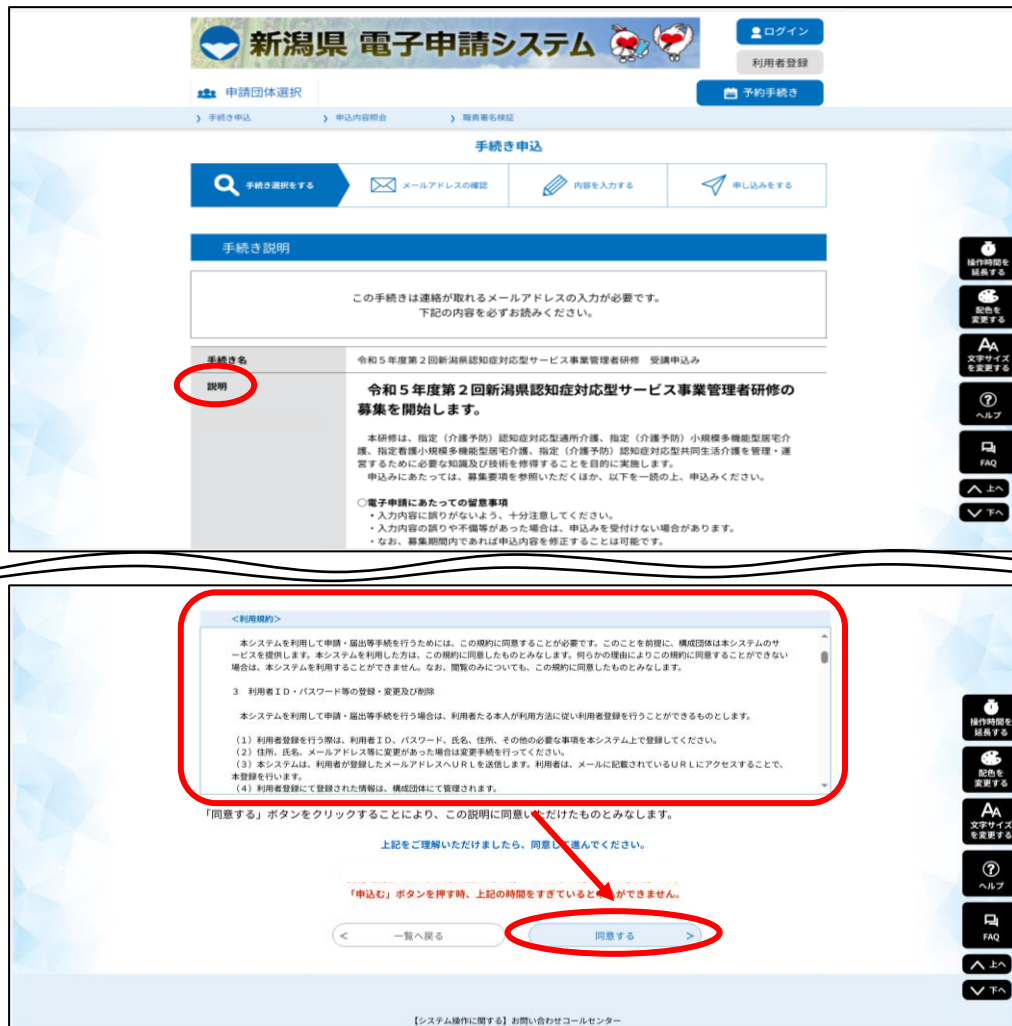 新潟県 電子申請システム
ログイン
利用者登録
申請団体選択
予約手続き
手続き申込
申込内容照会
職責署名検証
手続き申込
手続き選択をする
メールアドレスの確認
内容を入力する
申し込みをする
手続き説明
この手続きは連絡が取れるメールアドレスの入力が必要です。
下記の内容を必ずお読みください。
手続き名
令和5年度第2回新潟県認知症対応型サービス事業管理者研修 受講申込み
説明
令和5年度第2回新潟県認知症対応型サービス事業管理者研修の
募集を開始します。
本研修は、指定（介護予防）認知症対応型通所介護、指定（介護予防）小規模多機能型居宅介
護、指定看護小規模多機能型居宅介護、指定（介護予防）認知症対応型共同生活介護を管理・運
営するために必要な知識及び技術を修得することを目的に実施します。
申込みにあたっては、募集要項を参照いただくほか、以下を一読の上、申込みください。
○電子申請にあたっての留意事項
・入力内容に誤りがないよう、十分注意してください。
・入力内容の誤りや不備等があった場合は、申込みを受付けない場合があります。
・なお、募集期間内であれば申込内容を修正することは可能です。
操作時間を
延長する
配色を
変更する
文字サイズ
を変更する
ヘルプ
FAQ
上へ
下へ
＜利用規約＞
本システムを利用して申請・届出等手続を行うためには、この規約に同意することが必要です。このことを前提に、構成団体は本システムのサ
ービスを提供します。本システムを利用した方は、この規約に同意したものとみなします。何らかの理由によりこの規約に同意することができない
場合は、本システムを利用することができません。なお、閲覧のみについても、この規約に同意したものとみなします。
3 利用者ＩＤ・パスワード等の登録・変更及び削除
本システムを利用して申請・届出等手続を行う場合は、利用者たる本人が利用方法に従い利用者登録を行うことができるものとします。
（1）利用者登録を行う際は、利用者ＩＤ、パスワード、氏名、住所、その他の必要な事項を本システム上で登録してください。
（2）住所、氏名、メールアドレス等に変更があった場合は変更手続を行ってください。
（3）本システムは、利用者が登録したメールアドレスへＵＲＬを送信します。利用者は、メールに記載されているＵＲＬにアクセスすることで、
本登録を行います。
（4）利用者登録にて登録された情報は、構成団体にて管理されます。
「同意する」ボタンをクリックすることにより、この説明に同意いただけたものとみなします。
上記をご理解いただけましたら、同意して進んでください。
「申込む」ボタンを押す時、上記の時間をすぎていると申込ができません。
一覧へ戻る
同意する
操作時間を
延長する
配色を
変更する
文字サイズ
を変更する
ヘルプ
FAQ
上へ
下へ
【システム操作に関する】お問い合わせコールセンター